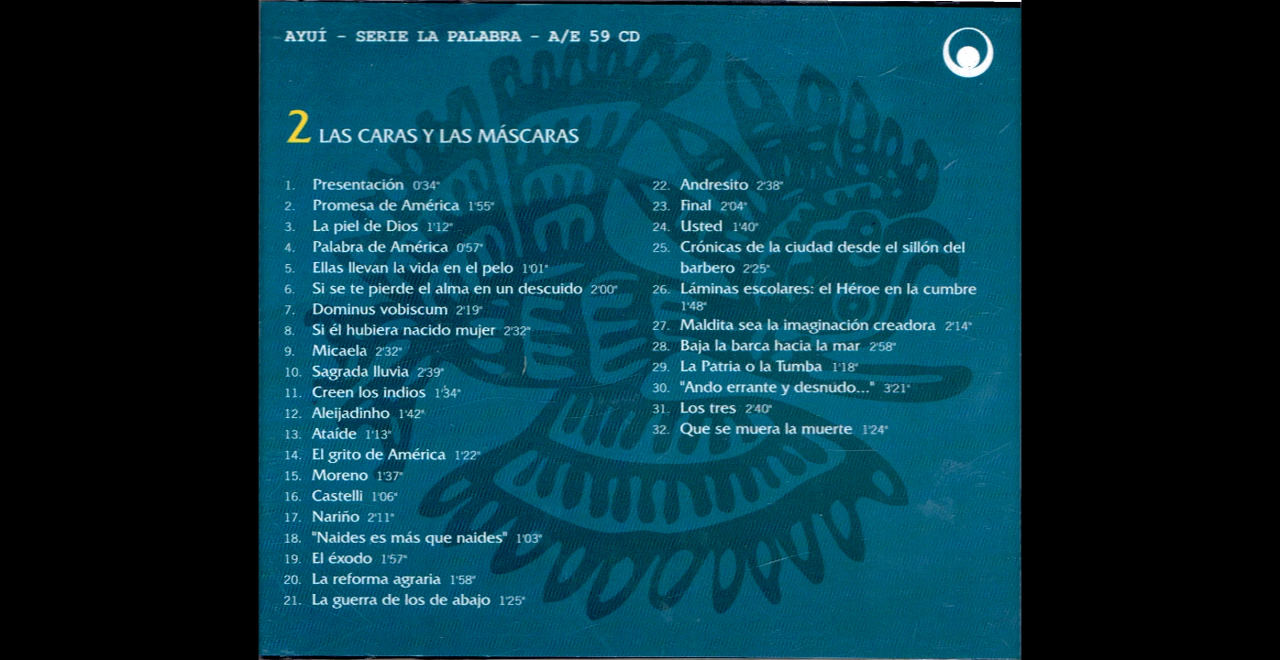 AYUÍ - SERIE LA PALABRA - A/E 59 CD
2 LAS CARAS Y LAS MÁSCARAS
1. Presentación 0'34"
2. Promesa de América 1'55"
3. La piel de Dios 1'12"
4. Palabra de América 0'57"
5. Ellas llevan la vida en el pelo 1'01"
6. Si se te pierde el alma en un descuido 2'00"
7. Dominus vobiscum 2'19"
8. Si él hubiera nacido mujer 2'32"
9. Micaela 2'32"
10. Sagrada lluvia 2'39"
11. Creen los indios 1'34"
12. Aleijadinho 1'42"
13. Ataíde 1'13"
14. El grito de América 1'22"
15. Moreno 1'37"
16. Castelli 1'06"
17. Nariño 2'11"
18. "Naides es más que naides" 1'03"
19. El éxodo 1'57"
20. La reforma agraria 1'58"
21. La guerra de los de abajo 1'25"
22. Andresito 2'38"
23. Final 2'04"
24. Usted 1'40"
25. Crónicas de la ciudad desde el sillón del
barbero 2'25"
26. Láminas escolares: el Héroe en la cumbre
1'48"
27. Maldita sea la imaginación creadora 2'14"
28. Baja la barca hacia la mar 2'58"
29. La Patria o la Tumba 1'18"
30. "Ando errante y desnudo..." 3'21"
31. Los tres 2'40"
32. Que se muera la muerte 1'24"